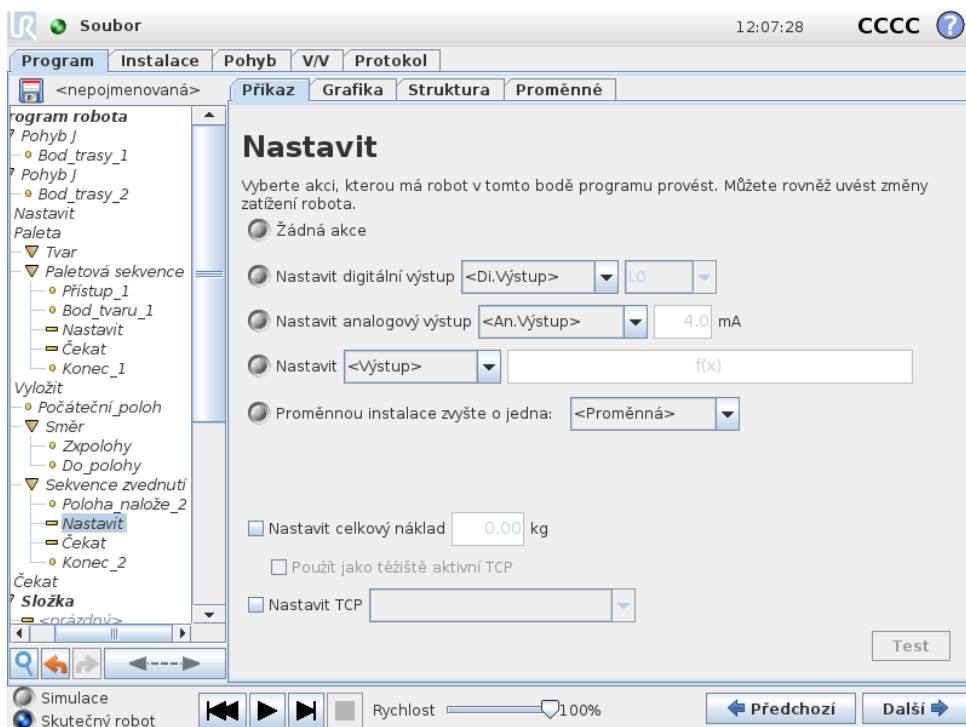 UR Soubor 12:07:28 CCCC ?
Program Instalace Pohyb V/V Protokol
<nepojmenovaná> Příkaz Grafika Struktura Proměnné
rogram robota
Pohyb J
Bod_trasy_1
Pohyb J
Bod_trasy_2
Nastavit
Paleta
Tvar
Paletová sekvence
Přístup_1
Bod_tvaru_1
Nastavit
Čekat
Konec_1
Vyložit
Počáteční_poloh
Směr
Zxpolohy
Do_polohy
Sekvence zvednutí
Poloha_nalože_2
Nastavit
Čekat
Konec_2
Čekat
Složka
<prázdný>
Nastavit
Vyberte akci, kterou má robot v tomto bodě programu provést. Můžete rovněž uvést změny
zatížení robota.
Žádná akce
Nastavit digitální výstup <Di.Výstup> LO
Nastavit analogový výstup <An.Výstup> 4.0 mA
Nastavit <Výstup> f(x)
Proměnnou instalace zvyšte o jedna: <Proměnná>
Nastavit celkový náklad 0.00 kg
Použít jako těžiště aktivní TCP
Nastavit TCP
Test
Simulace
Skutečný robot
Rychlost 100%
Předchozí Další